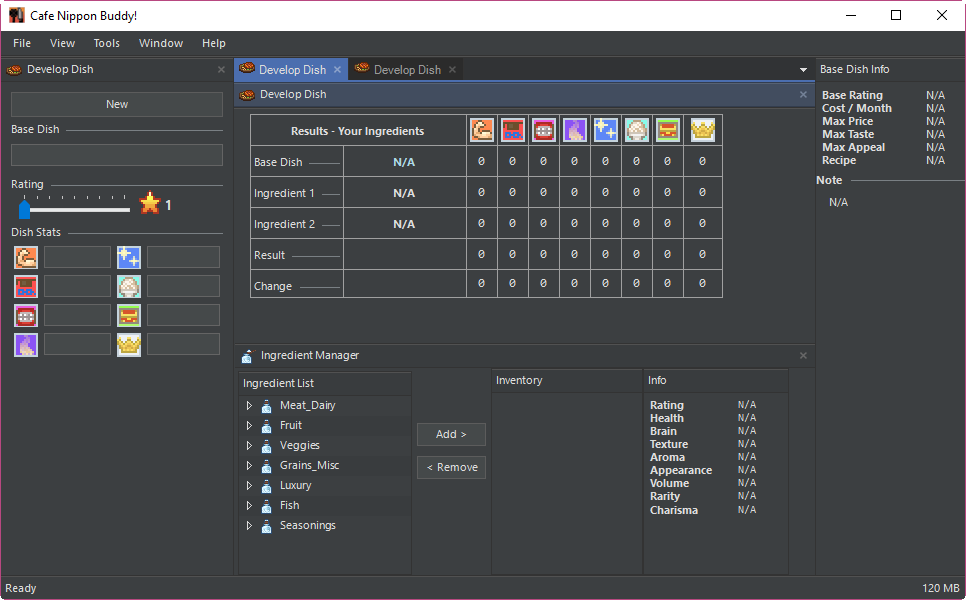 Cafe Nippon Buddy!
File View Tools Window Help
Develop Dish
New
Base Dish
Rating
1
Dish Stats
Develop Dish
Develop Dish
Develop Dish
Results - Your Ingredients
Base Dish N/A 0 0 0 0 0 0 0 0
Ingredient 1 N/A 0 0 0 0 0 0 0 0
Ingredient 2 N/A 0 0 0 0 0 0 0 0
Result 0 0 0 0 0 0 0 0
Change 0 0 0 0 0 0 0 0
Ingredient Manager
Ingredient List
Meat_Dairy
Fruit
Veggies
Grains_Misc
Luxury
Fish
Seasonings
Add >
< Remove
Inventory
Info
Rating N/A
Health N/A
Brain N/A
Texture N/A
Aroma N/A
Appearance N/A
Volume N/A
Rarity N/A
Charisma N/A
Base Dish Info
Base Rating N/A
Cost / Month N/A
Max Price N/A
Max Taste N/A
Max Appeal N/A
Recipe N/A
Note
N/A
Ready
120 MB